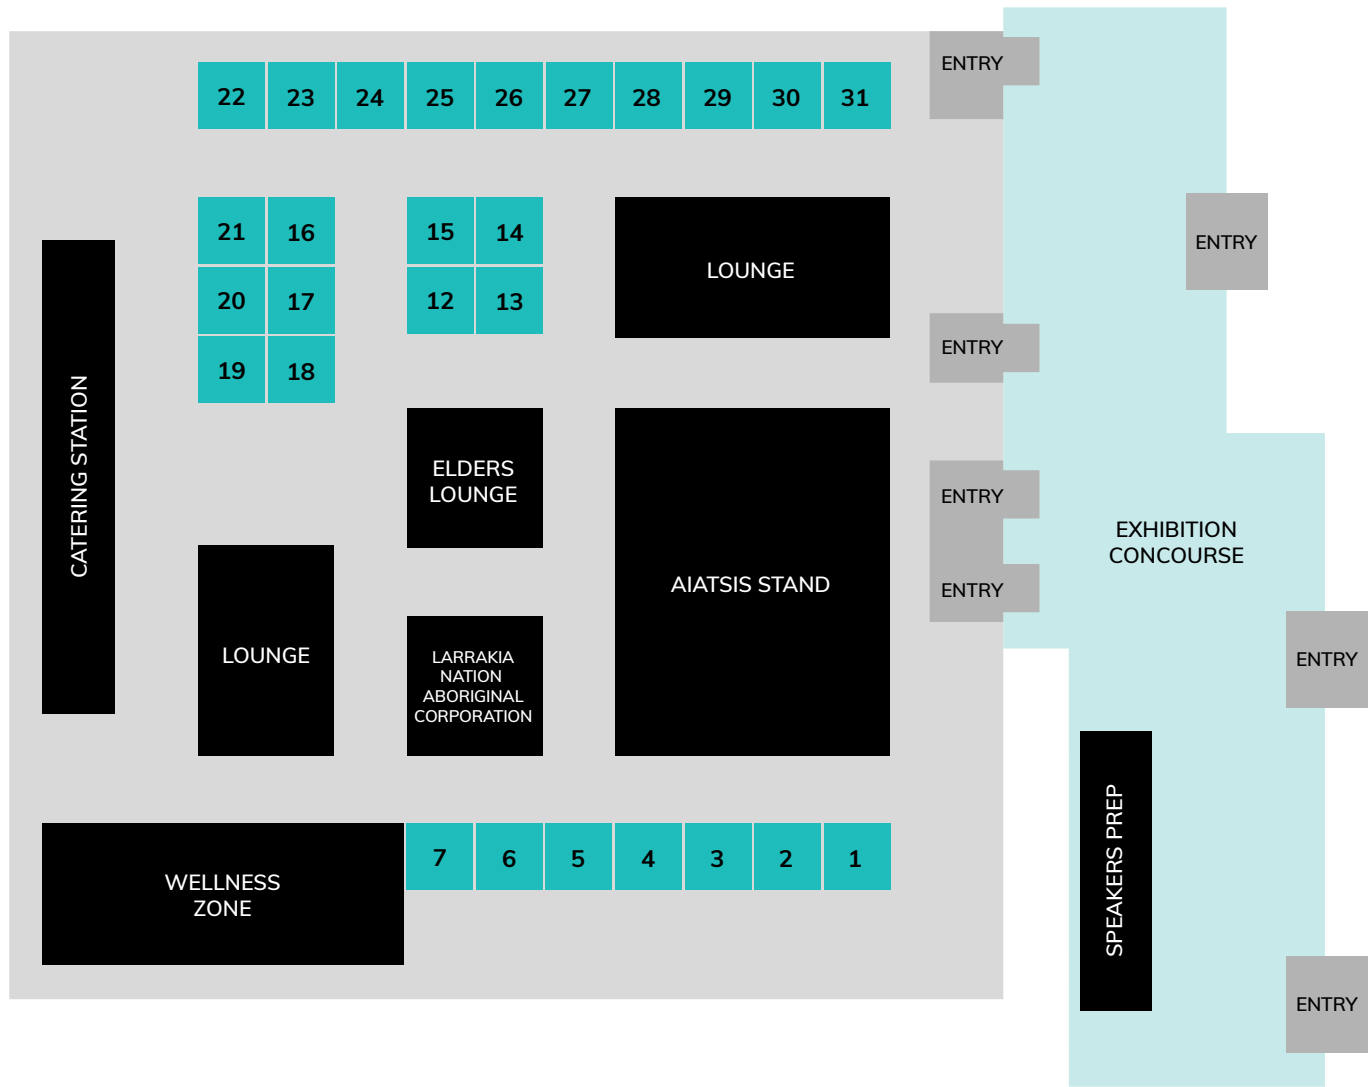 ENTRY
22 23 24 25 26 27 28 29 30 31
21 16 15 14
ENTRY
LOUNGE
20 17 12 13
ENTRY
19 18
CATERING STATION
ELDERS
LOUNGE
ENTRY
EXHIBITION
CONCOURSE
AIATSIS STAND
ENTRY
LOUNGE
LARRAKIA
NATION
ABORIGINAL
CORPORATION
ENTRY
7 6 5 4 3 2 1
WELLNESS
ZONE
SPEAKERS PREP
ENTRY